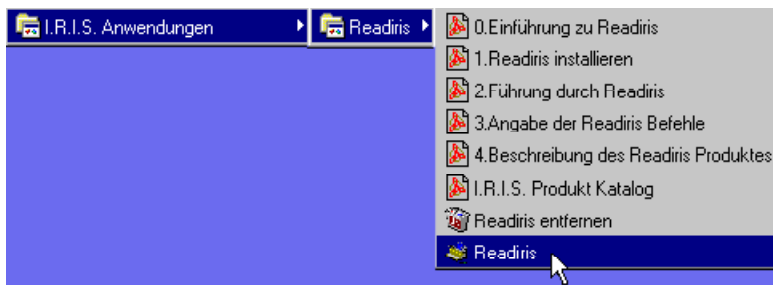 I.R.I.S. Anwendungen
Readiris
0.Einführung zu Readiris
1.Readiris installieren
2.Führung durch Readiris
3.Angabe der Readiris Befehle
4.Beschreibung des Readiris Produktes
I.R.I.S. Produkt Katalog
Readiris entfernen
Readiris